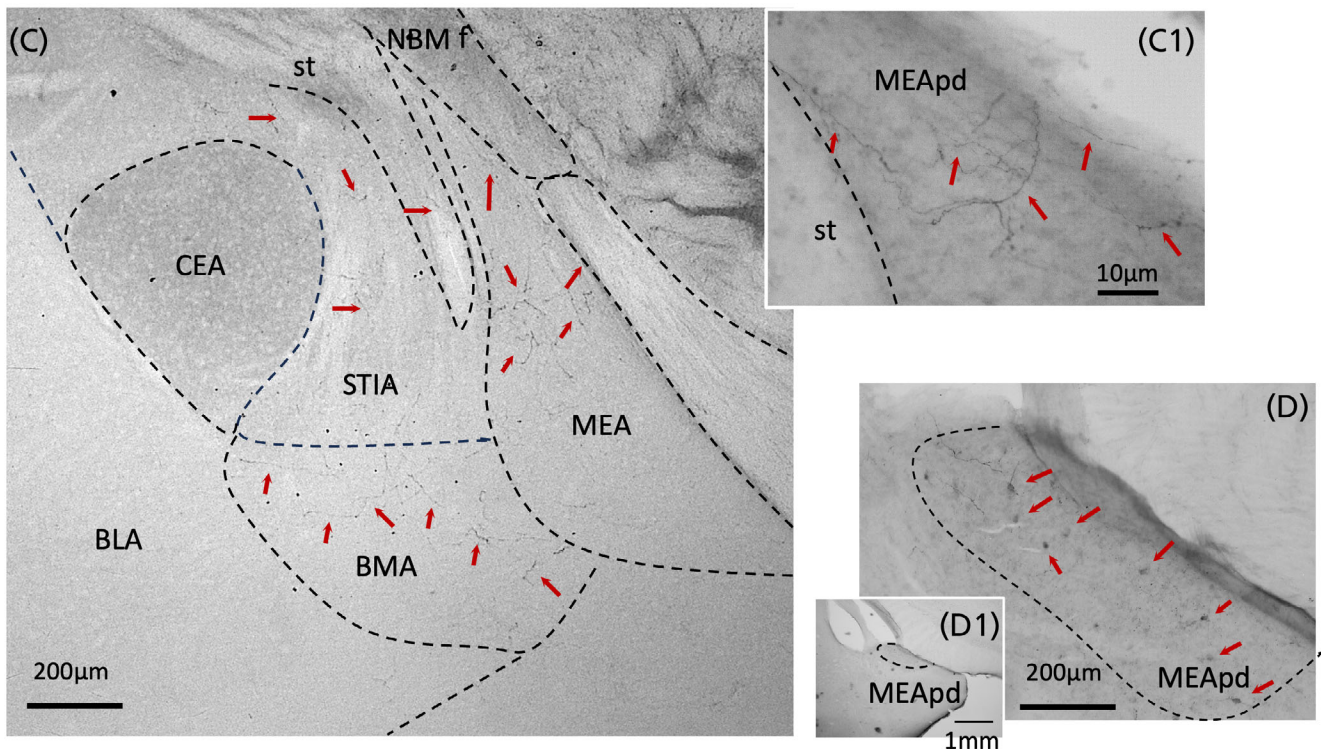 (C)
NBM f
st
CEA
STIA
MEA
BLA
BMA
200µm
(C1)
MEApd
st
10µm
(D)
MEApd
200µm
(D1)
MEApd
1mm